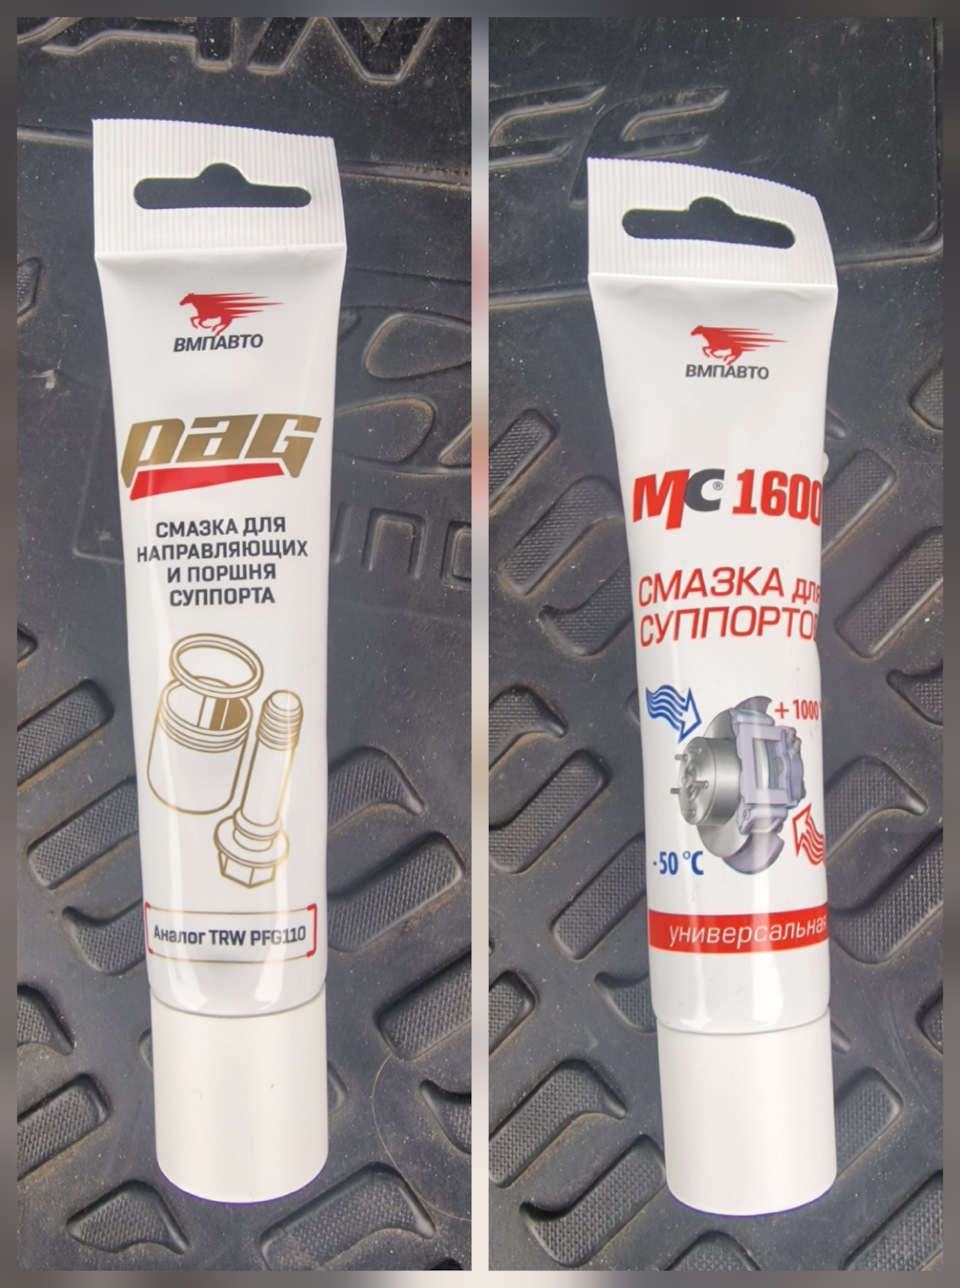 ВМПАВТО
PAG
СМАЗКА ДЛЯ
НАПРАВЛЯЮЩИХ
И ПОРШНЯ
СУППОРТА
Аналог TRW PFG110
ВМПАВТО
МС® 1600
СМАЗКА для
СУППОРТОВ
+ 1000
-50 °C
универсальная